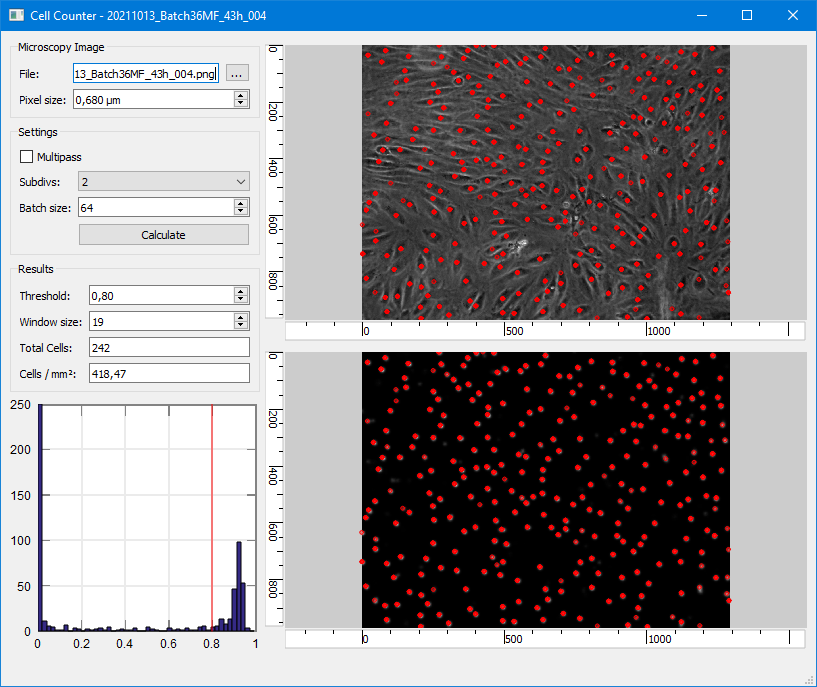 Cell Counter - 20211013_Batch36MF_43h_004
Microscopy Image
File: 13_Batch36MF_43h_004.png ...
Pixel size: 0,680 µm
Settings
Multipass
Subdivs: 2
Batch size: 64
Calculate
Results
Threshold: 0,80
Window size: 19
Total Cells: 242
Cells / mm²: 418,47
250
200
150
100
50
0
0 0.2 0.4 0.6 0.8 1
0
200
400
600
800
0 500 1000
0
200
400
600
800
0 500 1000